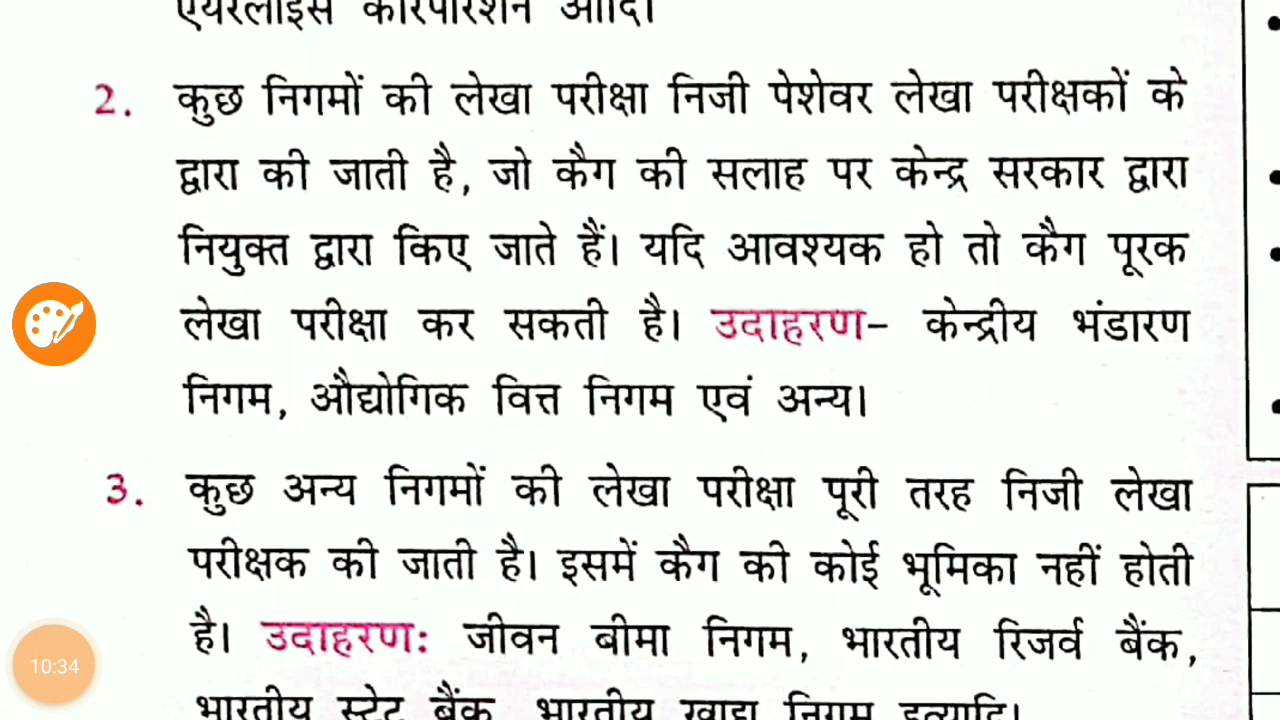 एयरलाइंस कारपोरेशन आदि।
2. कुछ निगमों की लेखा परीक्षा निजी पेशेवर लेखा परीक्षकों के
द्वारा की जाती है, जो कैग की सलाह पर केन्द्र सरकार द्वारा
नियुक्त द्वारा किए जाते हैं। यदि आवश्यक हो तो कैग पूरक
लेखा परीक्षा कर सकती है। उदाहरण– केन्द्रीय भंडारण
निगम, औद्योगिक वित्त निगम एवं अन्य।
3. कुछ अन्य निगमों की लेखा परीक्षा पूरी तरह निजी लेखा
परीक्षक की जाती है। इसमें कैग की कोई भूमिका नहीं होती
है। उदाहरण: जीवन बीमा निगम, भारतीय रिजर्व बैंक,
भारतीय स्टेट बैंक, भारतीय खाद्य निगम इत्यादि।
10:34